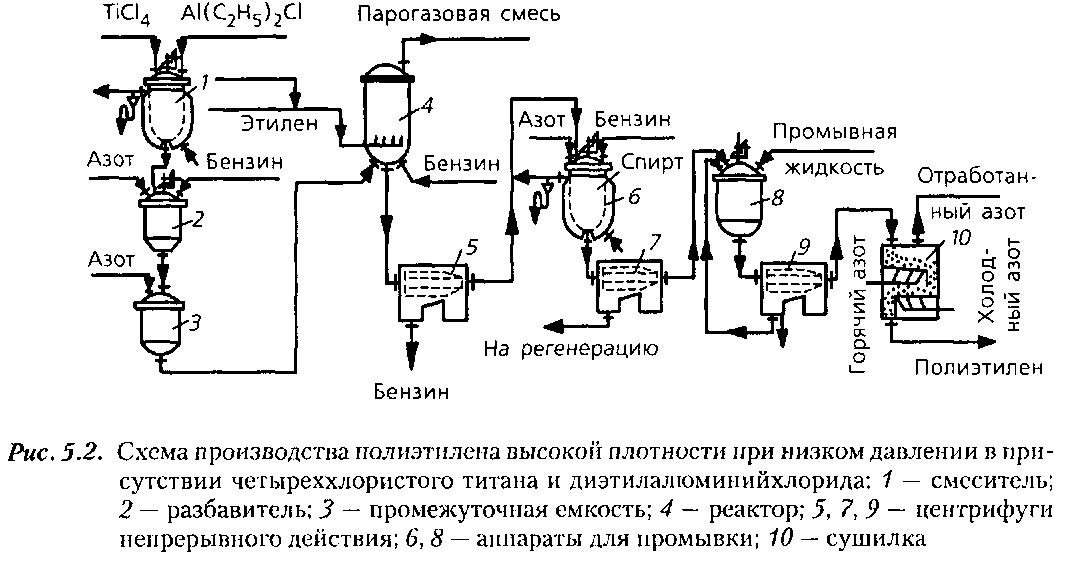 TiCl4 Al(C2H5)2Cl
Парогазовая смесь
1
4
Этилен
Азот Бензин
Бензин
2
Азот
3
5
Бензин
Азот Бензин
Спирт
6
7
На регенерацию
Промывная
жидкость
8
9
Отработан-
ный азот
10
Горячий азот
Холод-
ный азот
Полиэтилен
Рис. 5.2. Схема производства полиэтилена высокой плотности при низком давлении в при-
сутствии четыреххлористого титана и диэтилалюминийхлорида: 1 — смеситель;
2 — разбавитель; 3 — промежуточная емкость; 4 — реактор; 5, 7, 9 — центрифуги
непрерывного действия; 6, 8 — аппараты для промывки; 10 — сушилка